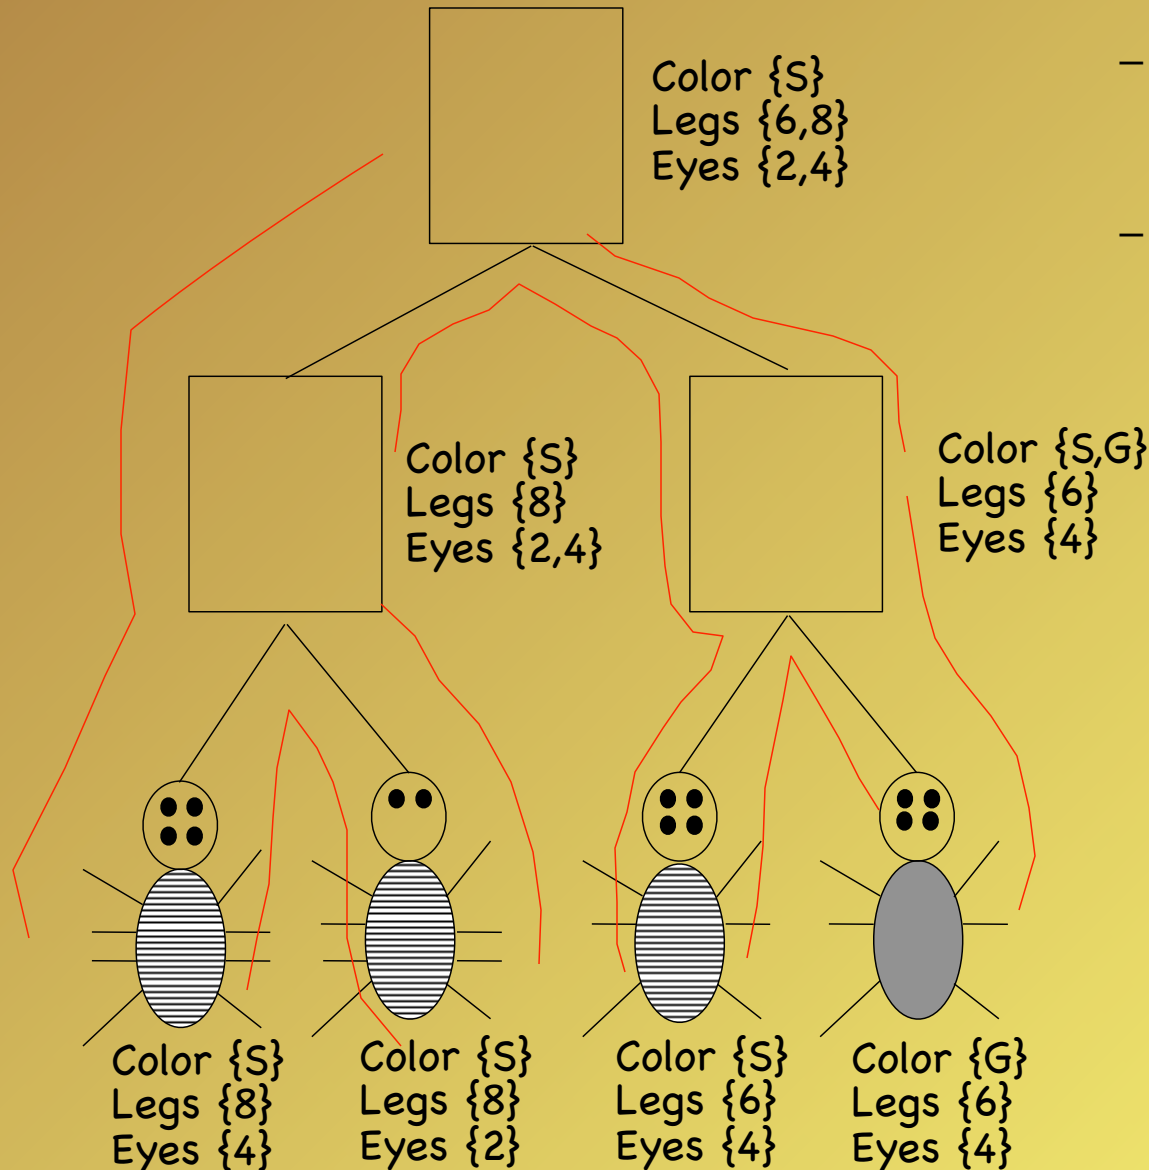 Color {S}
Legs {6,8}
Eyes {2,4}
Color {S}
Legs {8}
Eyes {2,4}
Color {S,G}
Legs {6}
Eyes {4}
Color {S}
Legs {8}
Eyes {4}
Color {S}
Legs {8}
Eyes {2}
Color {S}
Legs {6}
Eyes {4}
Color {G}
Legs {6}
Eyes {4}